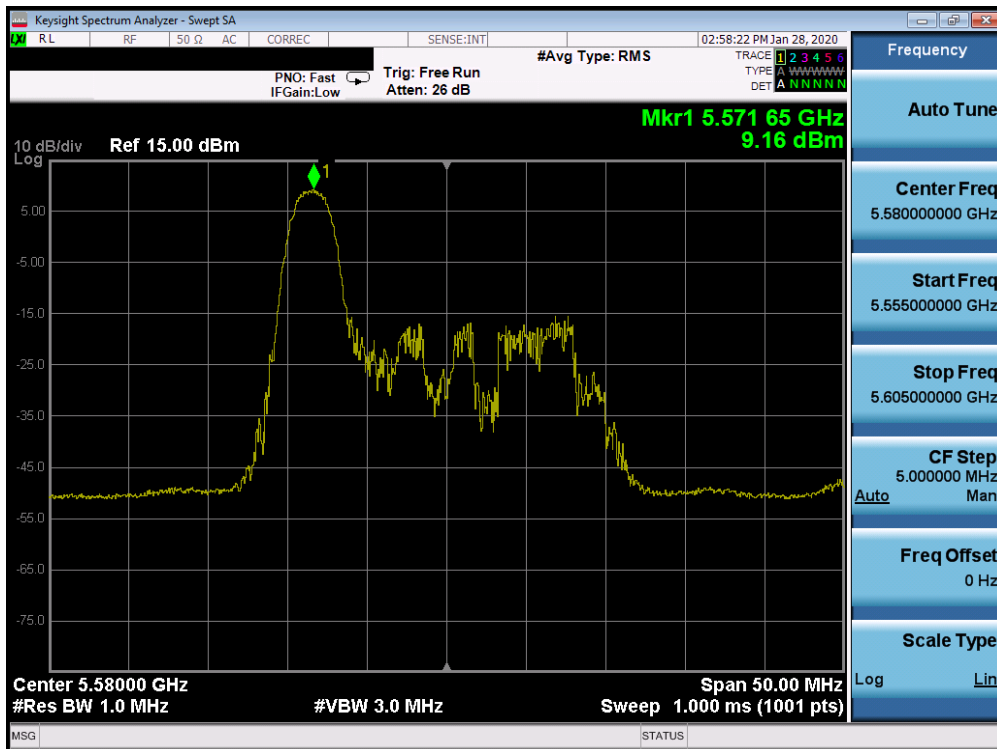 Keysight Spectrum Analyzer - Swept SA
LXI RL RF 50 Ω AC CORREC SENSE:INT 02:58:22 PM Jan 28, 2020
PNO: Fast
IFGain:Low
Trig: Free Run
Atten: 26 dB
#Avg Type: RMS
TRACE 1 2 3 4 5 6
TYPE A WWWWW
DET A N N N N N
Mkr1 5.571 65 GHz
9.16 dBm
10 dB/div Ref 15.00 dBm
Log
1
5.00
-5.00
-15.0
-25.0
-35.0
-45.0
-55.0
-65.0
-75.0
Center 5.58000 GHz Span 50.00 MHz
#Res BW 1.0 MHz #VBW 3.0 MHz Sweep 1.000 ms (1001 pts)
MSG STATUS
Frequency
Auto Tune
Center Freq
5.580000000 GHz
Start Freq
5.555000000 GHz
Stop Freq
5.605000000 GHz
CF Step
5.000000 MHz
Auto Man
Freq Offset
0 Hz
Scale Type
Log Lin